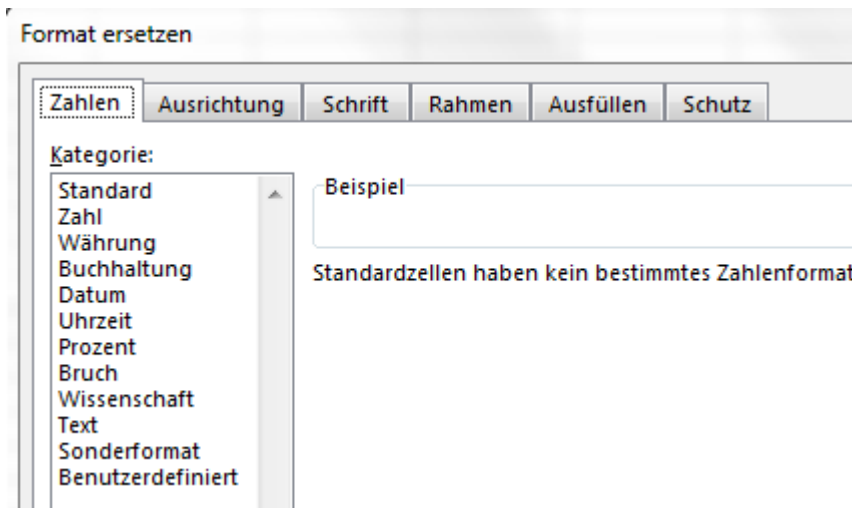 Format ersetzen
Zahlen Ausrichtung Schrift Rahmen Ausfüllen Schutz
Kategorie:
Standard
Zahl
Währung
Buchhaltung
Datum
Uhrzeit
Prozent
Bruch
Wissenschaft
Text
Sonderformat
Benutzerdefiniert
Beispiel
Standardzellen haben kein bestimmtes Zahlenformat